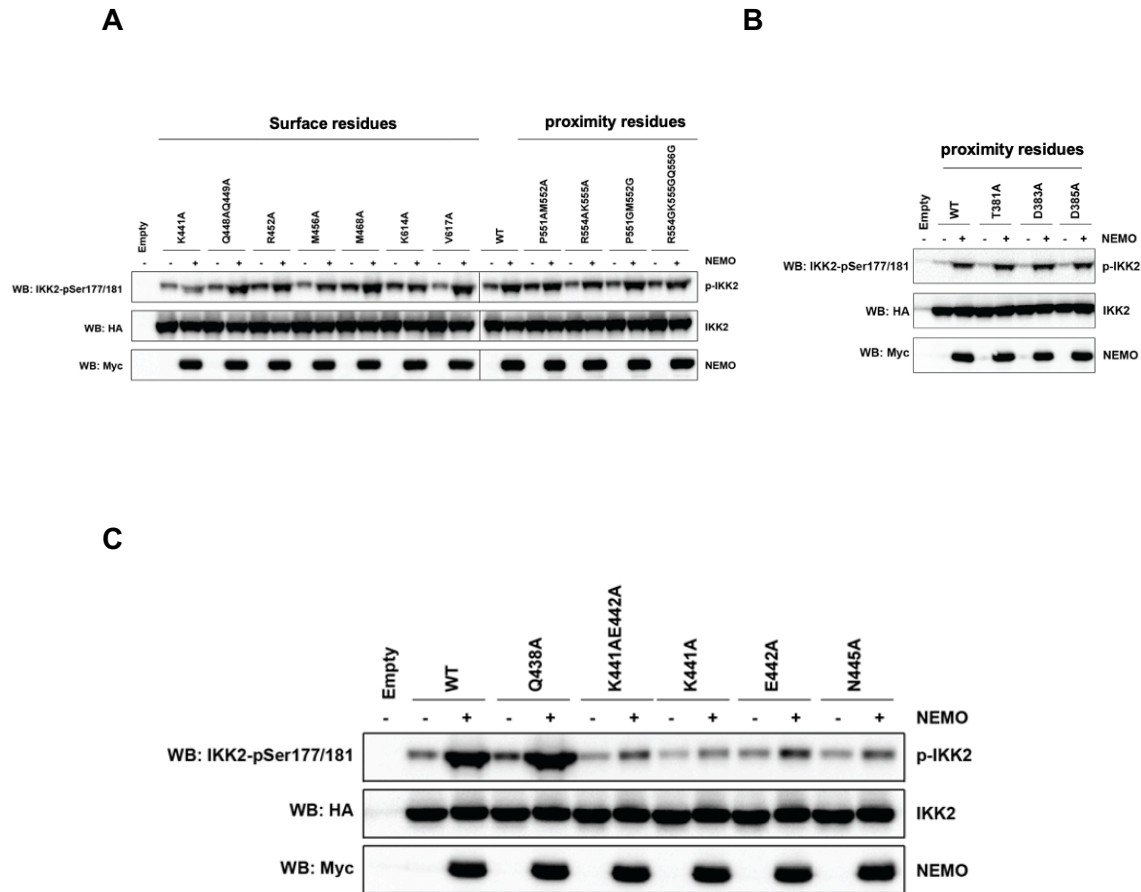 A
B
Surface residues
proximity residues
Empty
K441A
Q448AQ449A
R452A
M456A
M468A
K614A
V617A
WT
P551AM552A
R554AK555A
P551GM552G
R554GK555GQ556G
- - + - + - + - + - + - + - + - + - + - + - + - + NEMO
WB: IKK2-pSer177/181
p-IKK2
WB: HA
IKK2
WB: Myc
NEMO
proximity residues
Empty
WT
T381A
D383A
D385A
- - + - + - + - + NEMO
WB: IKK2-pSer177/181
p-IKK2
WB: HA
IKK2
WB: Myc
NEMO
C
Empty
WT
Q438A
K441AE442A
K441A
E442A
N445A
- - + - + - + - + - + - + NEMO
WB: IKK2-pSer177/181
p-IKK2
WB: HA
IKK2
WB: Myc
NEMO